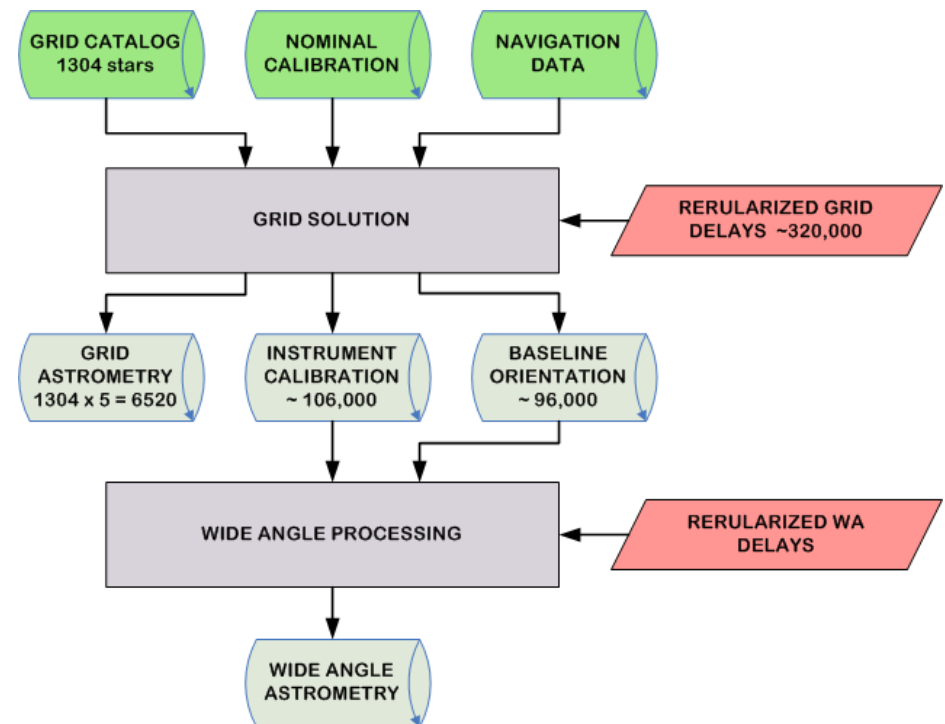 GRID CATALOG
1304 stars
NOMINAL
CALIBRATION
NAVIGATION
DATA
GRID SOLUTION
RERULARIZED GRID
DELAYS ~320,000
GRID
ASTROMETRY
1304 x 5 = 6520
INSTRUMENT
CALIBRATION
~ 106,000
BASELINE
ORIENTATION
~ 96,000
WIDE ANGLE PROCESSING
RERULARIZED WA
DELAYS
WIDE ANGLE
ASTROMETRY